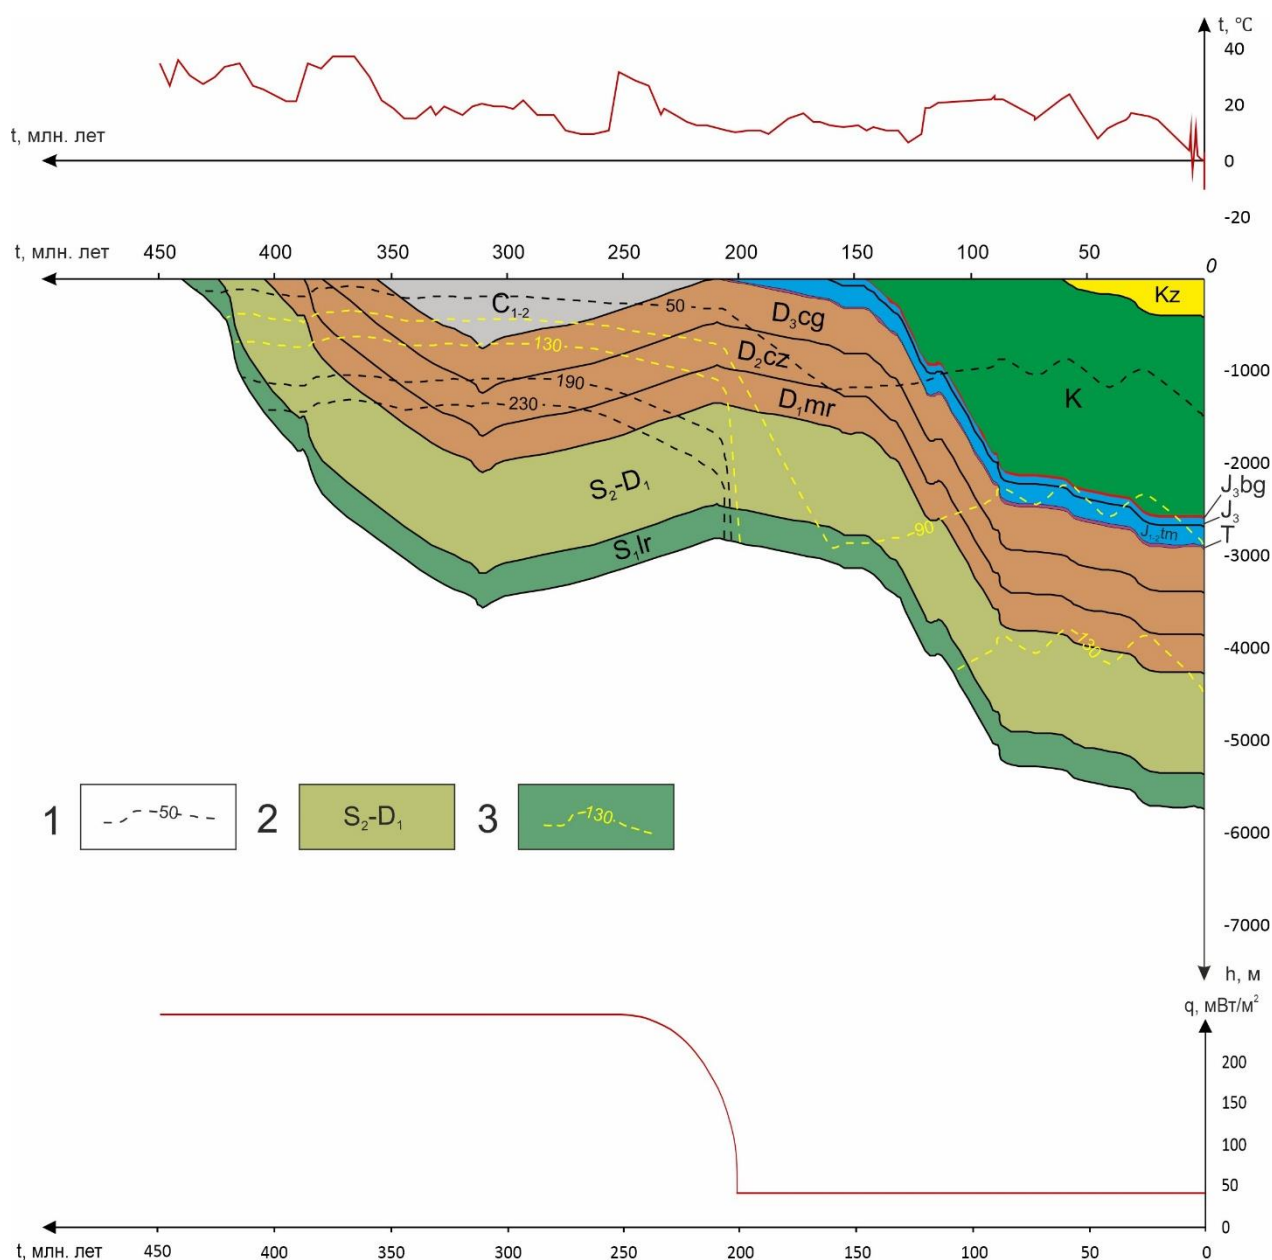 t, °C
40
20
t, млн. лет
0
-20
t, млн. лет 450 400 350 300 250 200 150 100 50 0
Kz
C₁₋₂
50
D₃cg
130
D₂cz
-1000
190
K
230
D₁mr
-2000
S₂-D₁
J₃bg
J₃
90
J₁₋₂tm
T
S₁lr
-3000
-4000
130
-5000
1 50 2 S₂-D₁ 3 130
-6000
-7000
h, м
q, мВт/м²
200
150
100
50
0
t, млн. лет 450 400 350 300 250 200 150 100 50 0